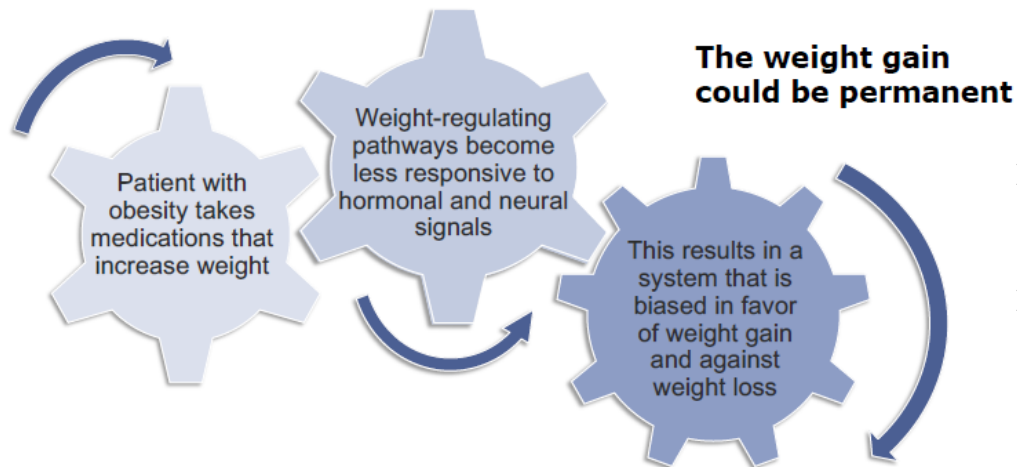 The weight gain
could be permanent
Patient with
obesity takes
medications that
increase weight
Weight-regulating
pathways become
less responsive to
hormonal and neural
signals
This results in a
system that is
biased in favor
of weight gain
and against
weight loss